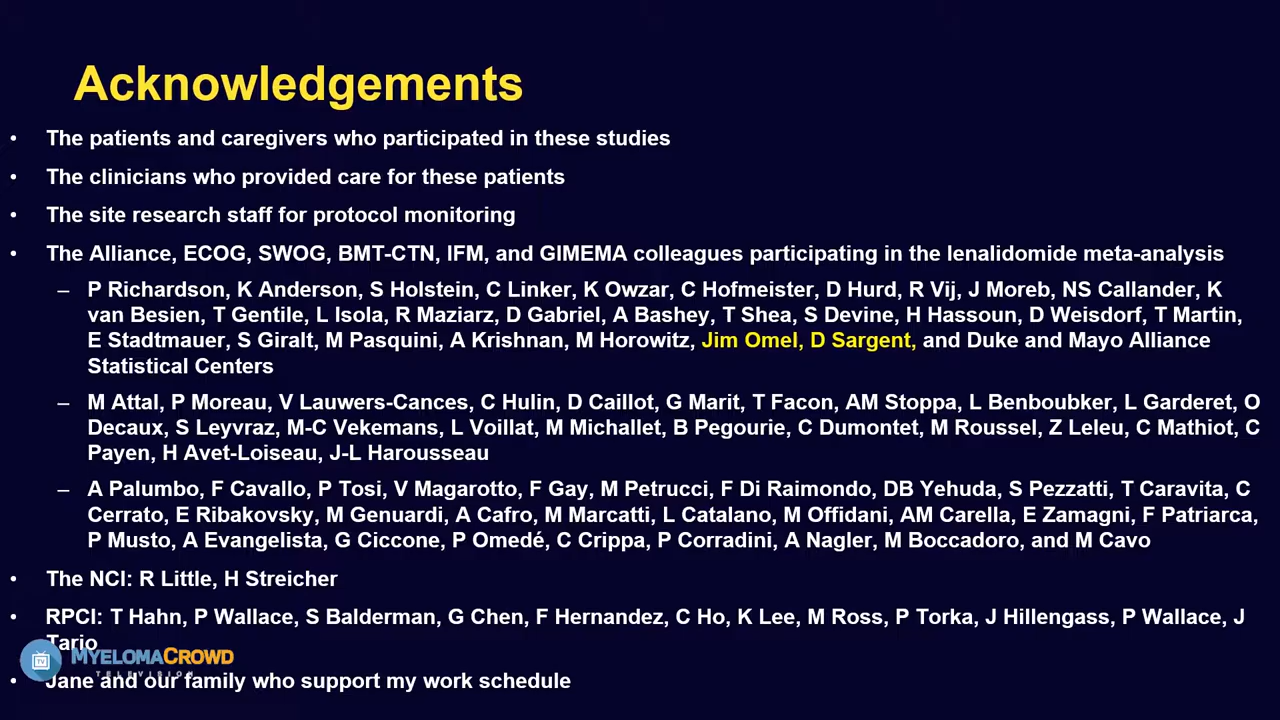 Acknowledgements
• The patients and caregivers who participated in these studies
• The clinicians who provided care for these patients
• The site research staff for protocol monitoring
• The Alliance, ECOG, SWOG, BMT-CTN, IFM, and GIMEMA colleagues participating in the lenalidomide meta-analysis
– P Richardson, K Anderson, S Holstein, C Linker, K Owzar, C Hofmeister, D Hurd, R Vij, J Moreb, NS Callander, K
van Besien, T Gentile, L Isola, R Maziarz, D Gabriel, A Bashey, T Shea, S Devine, H Hassoun, D Weisdorf, T Martin,
E Stadtmauer, S Giralt, M Pasquini, A Krishnan, M Horowitz, Jim Omel, D Sargent, and Duke and Mayo Alliance
Statistical Centers
– M Attal, P Moreau, V Lauwers-Cances, C Hulin, D Caillot, G Marit, T Facon, AM Stoppa, L Benboubker, L Garderet, O
Decaux, S Leyvraz, M-C Vekemans, L Voillat, M Michallet, B Pegourie, C Dumontet, M Roussel, Z Leleu, C Mathiot, C
Payen, H Avet-Loiseau, J-L Harousseau
– A Palumbo, F Cavallo, P Tosi, V Magarotto, F Gay, M Petrucci, F Di Raimondo, DB Yehuda, S Pezzatti, T Caravita, C
Cerrato, E Ribakovsky, M Genuardi, A Cafro, M Marcatti, L Catalano, M Offidani, AM Carella, E Zamagni, F Patriarca,
P Musto, A Evangelista, G Ciccone, P Omedé, C Crippa, P Corradini, A Nagler, M Boccadoro, and M Cavo
• The NCI: R Little, H Streicher
• RPCI: T Hahn, P Wallace, S Balderman, G Chen, F Hernandez, C Ho, K Lee, M Ross, P Torka, J Hillengass, P Wallace, J
Tario
TV MYELOMACROWD
TELEVISION
• Jane and our family who support my work schedule